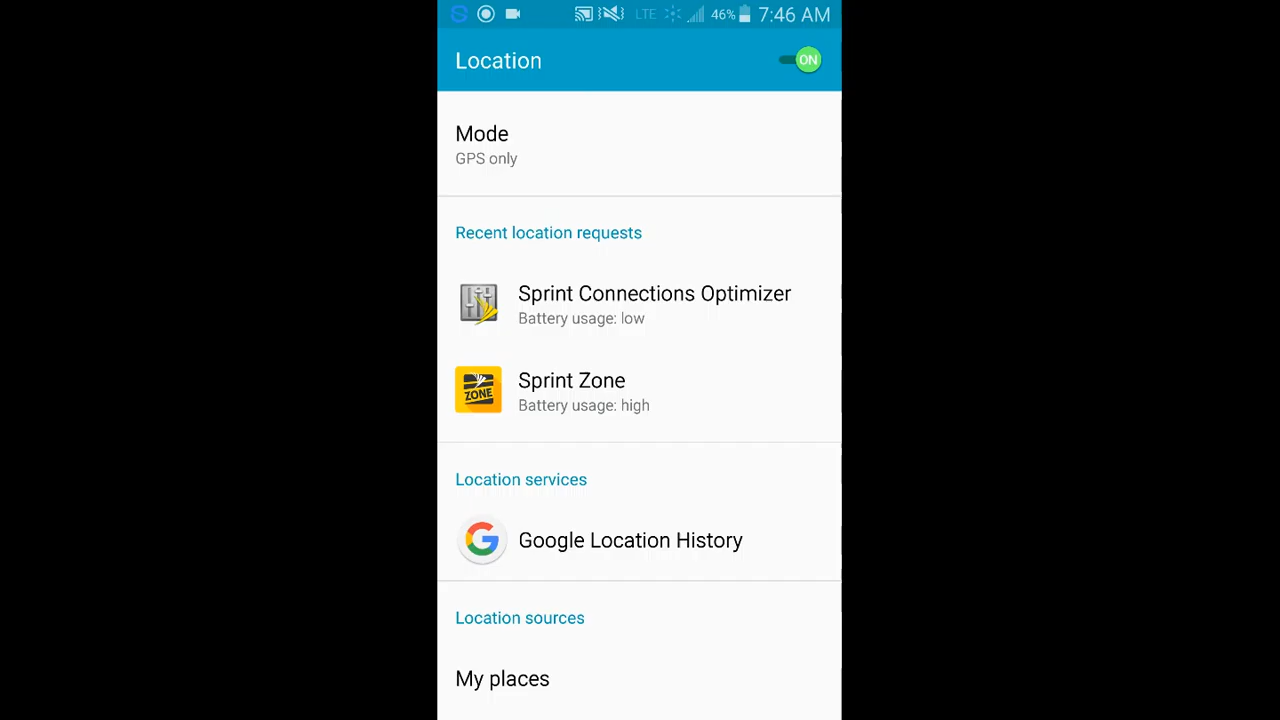 LTE 46% 7:46 AM
Location ON
Mode
GPS only
Recent location requests
Sprint Connections Optimizer
Battery usage: low
ZONE
Sprint Zone
Battery usage: high
Location services
Google Location History
Location sources
My places